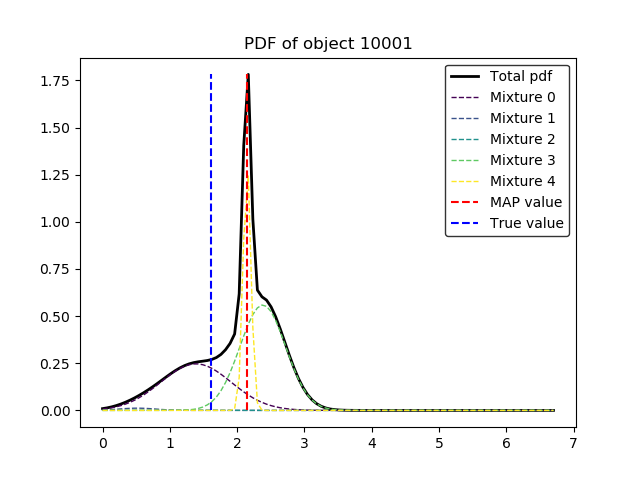 PDF of object 10001
Total pdf
Mixture 0
Mixture 1
Mixture 2
Mixture 3
Mixture 4
MAP value
True value
1.75
1.50
1.25
1.00
0.75
0.50
0.25
0.00
0 1 2 3 4 5 6 7